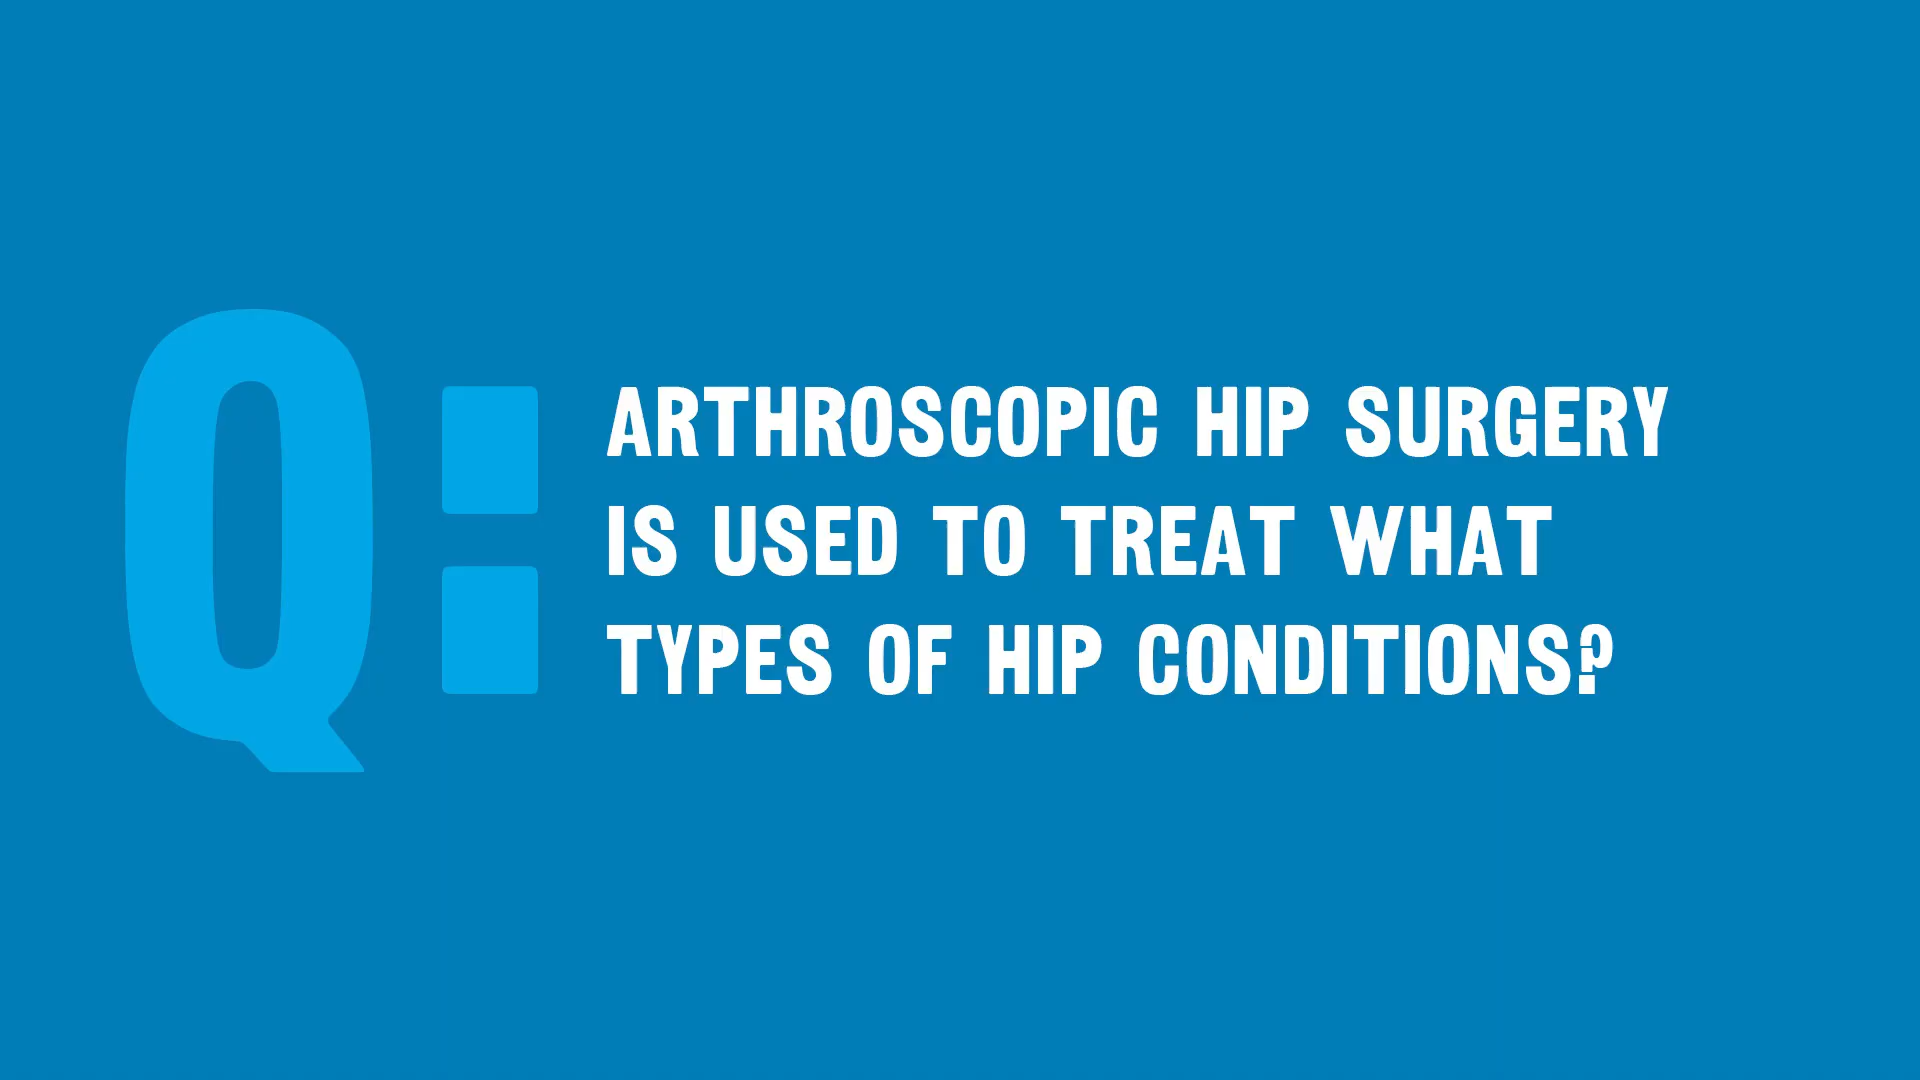 Q:
ARTHROSCOPIC HIP SURGERY
IS USED TO TREAT WHAT
TYPES OF HIP CONDITIONS?